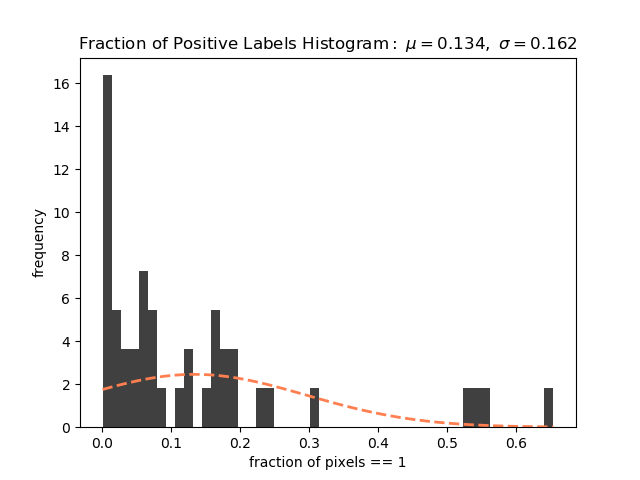 Fraction of Positive Labels Histogram : μ = 0.134, σ = 0.162
16
14
12
10
8
6
4
2
0
frequency
0.0 0.1 0.2 0.3 0.4 0.5 0.6
fraction of pixels == 1